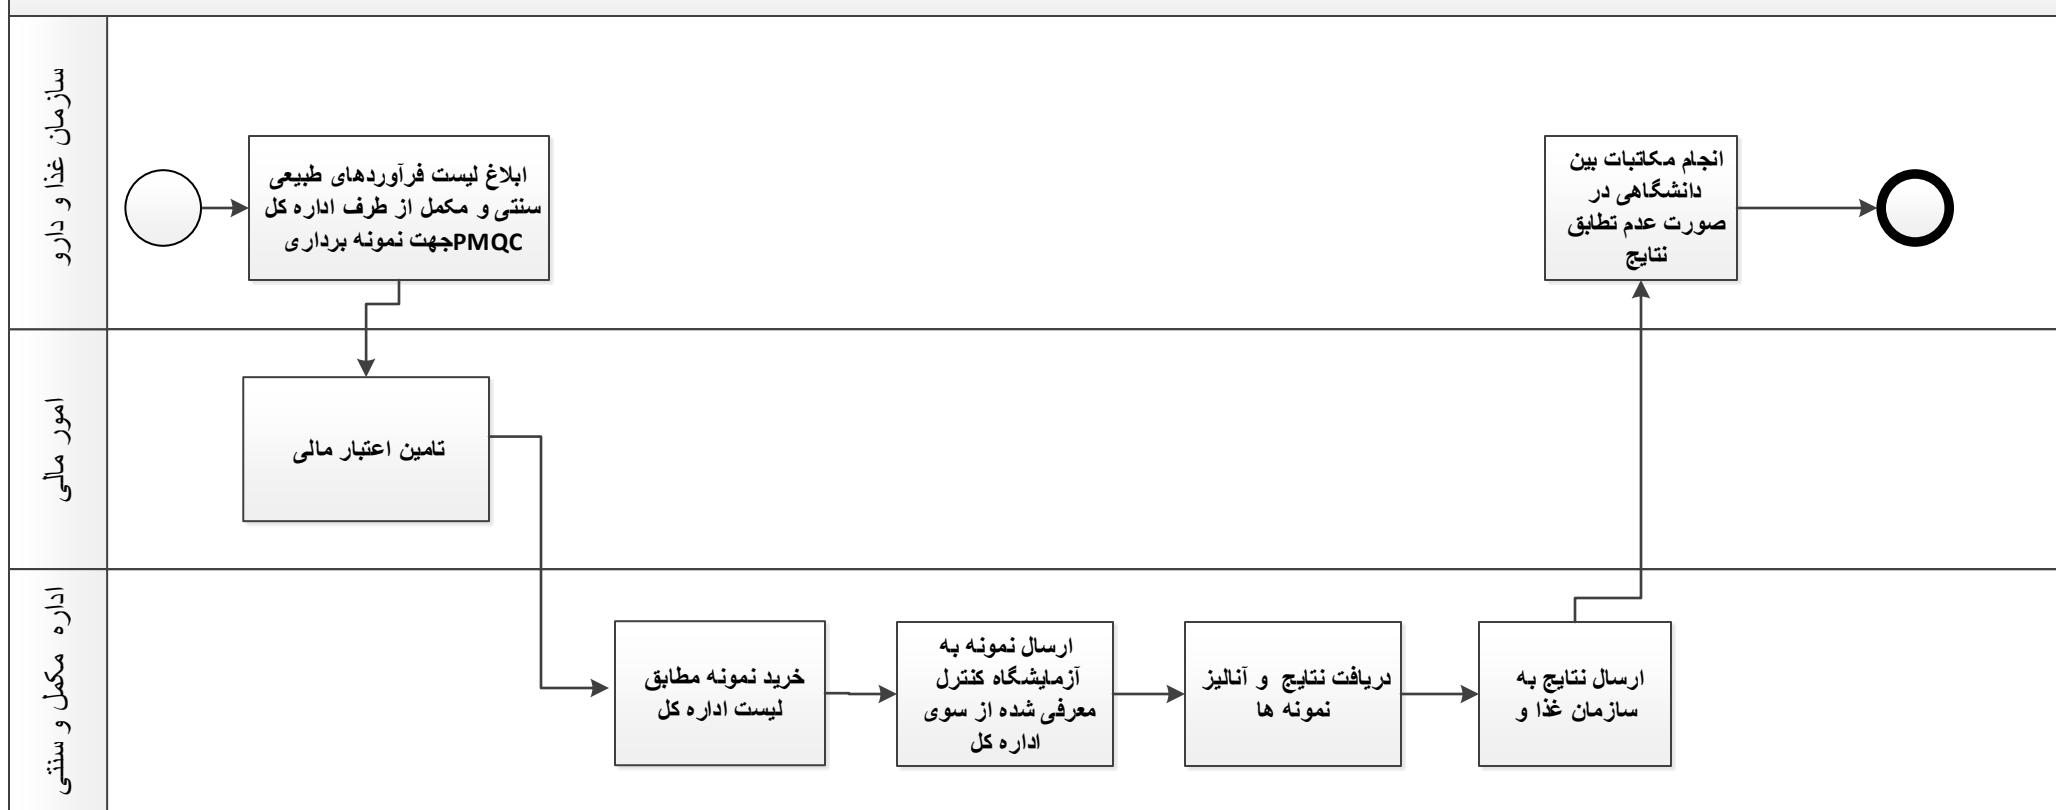 سازمان غذا و دارو
ابلاغ لیست فرآوردهای طبیعی
سنتی و مکمل از طرف اداره کل
PMQCجهت نمونه برداری
انجام مکاتبات بین
دانشگاهی در
صورت عدم تطابق
نتایج
امور مالی
تامین اعتبار مالی
اداره مکمل و سنتی
خرید نمونه مطابق
لیست اداره کل
ارسال نمونه به
آزمایشگاه کنترل
معرفی شده از سوی
اداره کل
دریافت نتایج و آنالیز
نمونه ها
ارسال نتایج به
سازمان غذا و